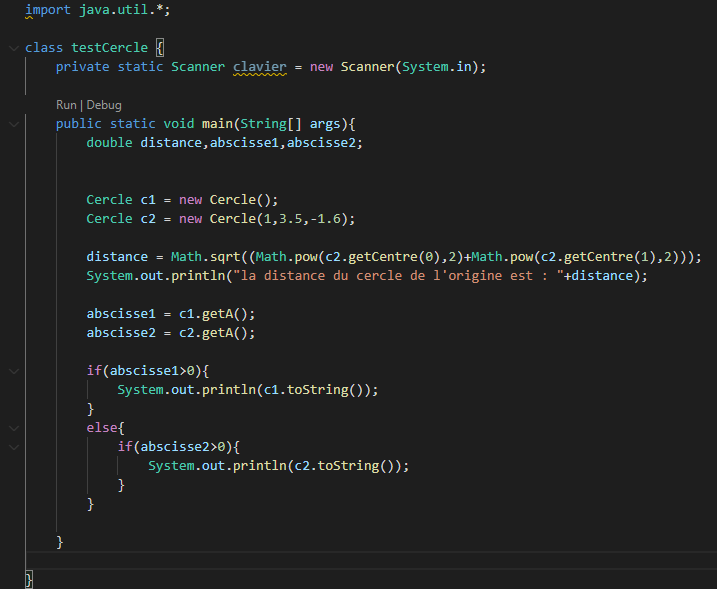 import java.util.*;
class testCercle {
private static Scanner clavier = new Scanner(System.in);
Run | Debug
public static void main(String[] args){
double distance,abscisse1,abscisse2;
Cercle c1 = new Cercle();
Cercle c2 = new Cercle(1,3.5,-1.6);
distance = Math.sqrt((Math.pow(c2.getCentre(0),2)+Math.pow(c2.getCentre(1),2)));
System.out.println("la distance du cercle de l'origine est : "+distance);
abscisse1 = c1.getA();
abscisse2 = c2.getA();
if(abscisse1>0){
System.out.println(c1.toString());
}
else{
if(abscisse2>0){
System.out.println(c2.toString());
}
}
}
}